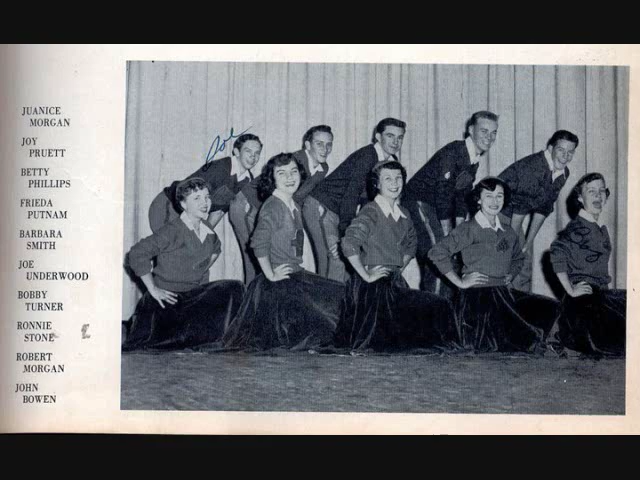 JUANICE
MORGAN
JOY
PRUETT
BETTY
PHILLIPS
FRIEDA
PUTNAM
BARBARA
SMITH
JOE
UNDERWOOD
BOBBY
TURNER
RONNIE
STONE
ROBERT
MORGAN
JOHN
BOWEN
Joe